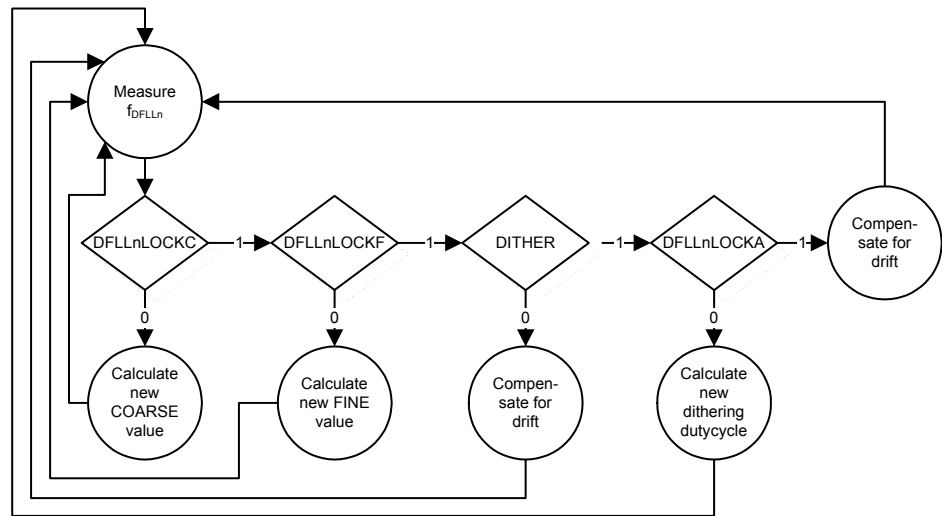 Measure
fDFLLn
DFLLnLOCKC
1
DFLLnLOCKF
1
DITHER
1
DFLLnLOCKA
1
Compen-
sate for
drift
0
0
0
0
Calculate
new
COARSE
value
Calculate
new FINE
value
Compen-
sate for
drift
Calculate
new
dithering
dutycycle